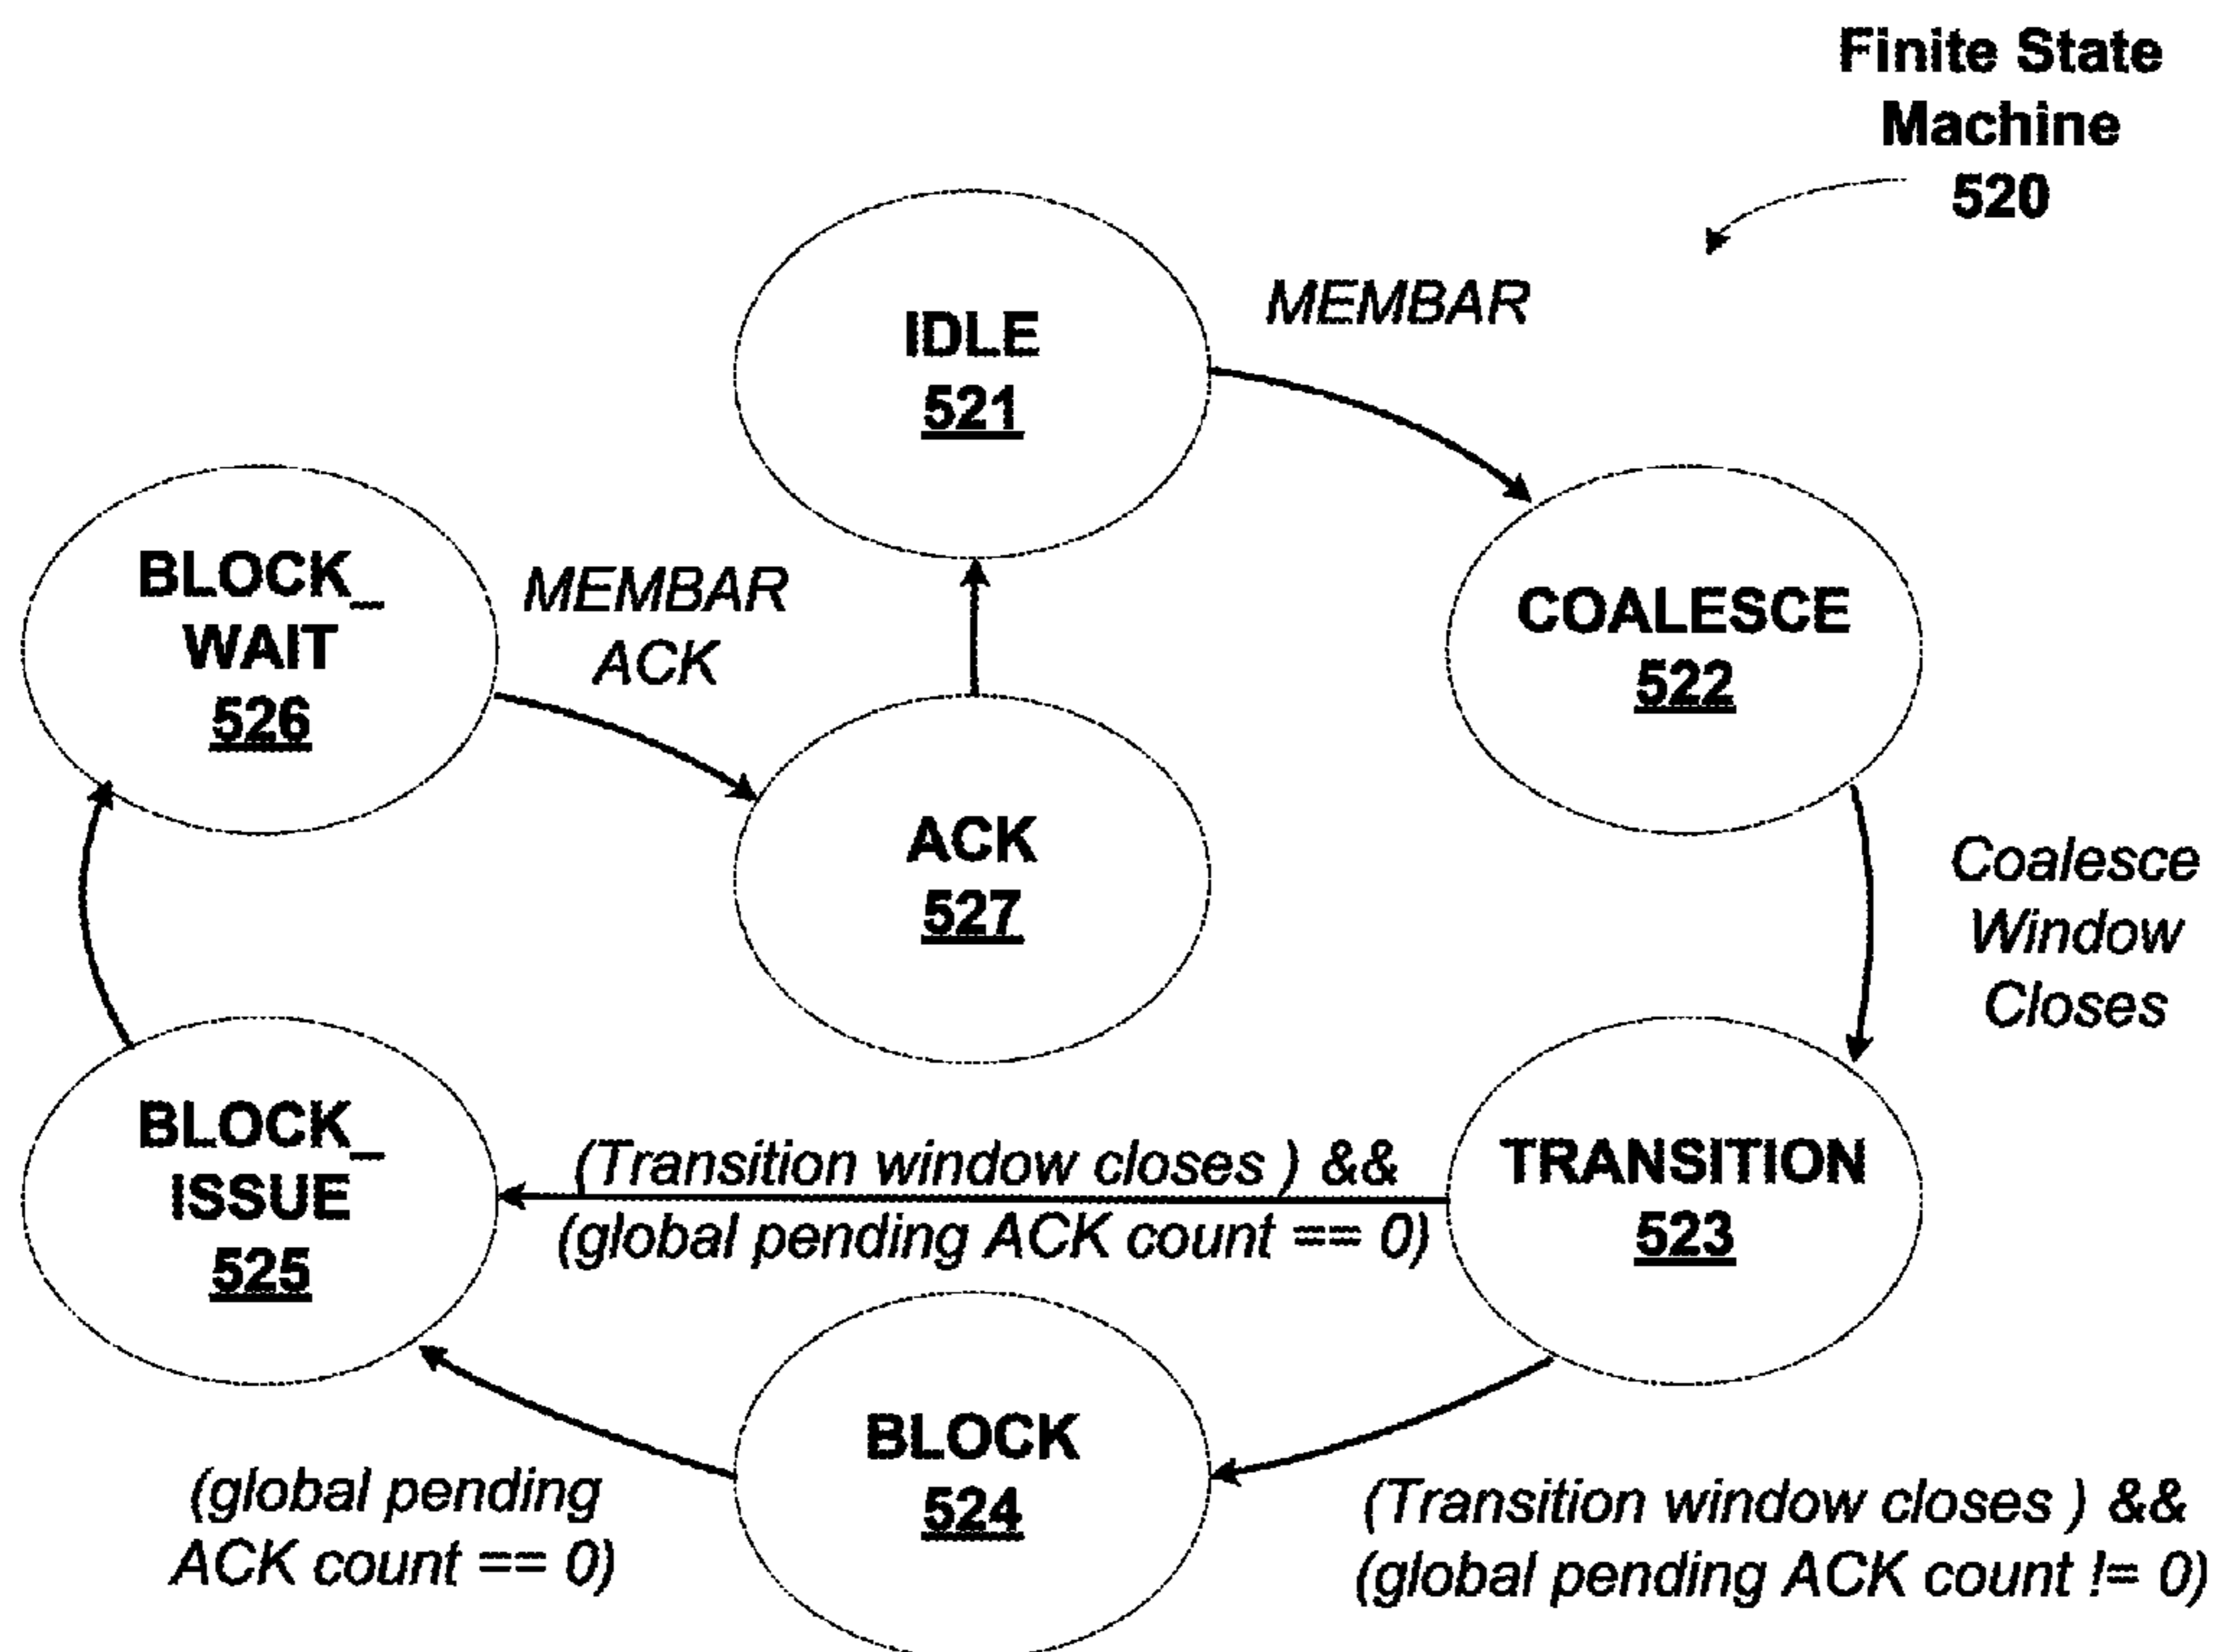 Finite State
Machine
520
IDLE
521
MEMBAR
BLOCK_
WAIT
526
MEMBAR
ACK
COALESCE
522
ACK
527
Coalesce
Window
Closes
BLOCK_
ISSUE
525
(Transition window closes ) &&
(global pending ACK count == 0)
TRANSITION
523
BLOCK
524
(global pending
ACK count == 0)
(Transition window closes ) &&
(global pending ACK count != 0)